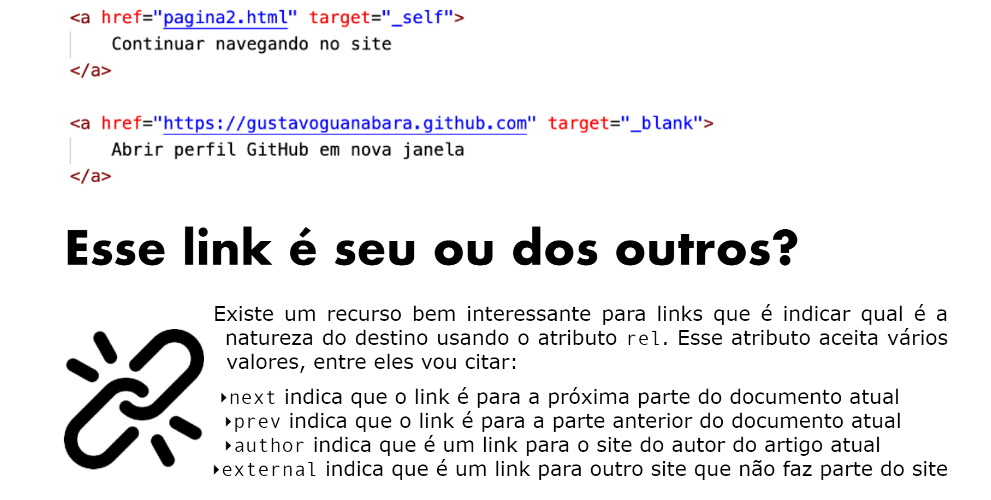 <a href="pagina2.html" target="_self">
Continuar navegando no site
</a>
<a href="https://gustavoguanabara.github.com" target="_blank">
Abrir perfil GitHub em nova janela
</a>
Esse link é seu ou dos outros?
Existe um recurso bem interessante para links que é indicar qual é a
natureza do destino usando o atributo rel. Esse atributo aceita vários
valores, entre eles vou citar:
‣next indica que o link é para a próxima parte do documento atual
‣prev indica que o link é para a parte anterior do documento atual
‣author indica que é um link para o site do autor do artigo atual
‣external indica que é um link para outro site que não faz parte do site